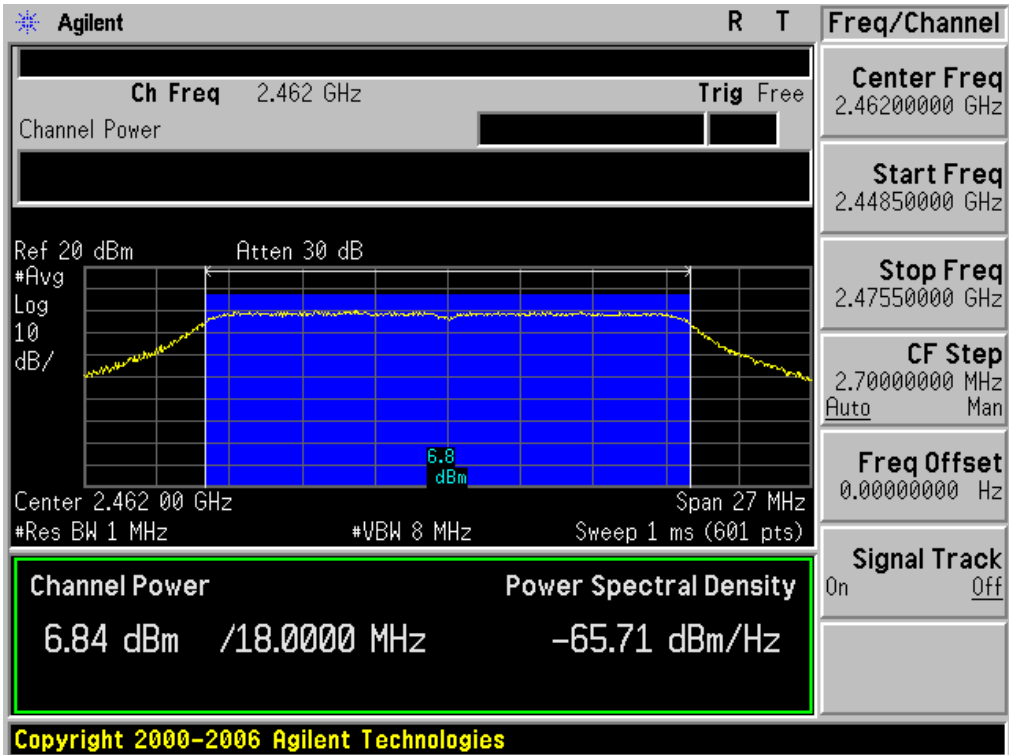 Agilent R T
Ch Freq 2.462 GHz Trig Free
Channel Power
Ref 20 dBm Atten 30 dB
#Avg
Log
10
dB/
6.8
dBm
Center 2.462 00 GHz Span 27 MHz
#Res BW 1 MHz #VBW 8 MHz Sweep 1 ms (601 pts)
Channel Power Power Spectral Density
6.84 dBm /18.0000 MHz -65.71 dBm/Hz
Copyright 2000-2006 Agilent Technologies
Freq/Channel
Center Freq
2.46200000 GHz
Start Freq
2.44850000 GHz
Stop Freq
2.47550000 GHz
CF Step
2.70000000 MHz
Auto Man
Freq Offset
0.00000000 Hz
Signal Track
On Off